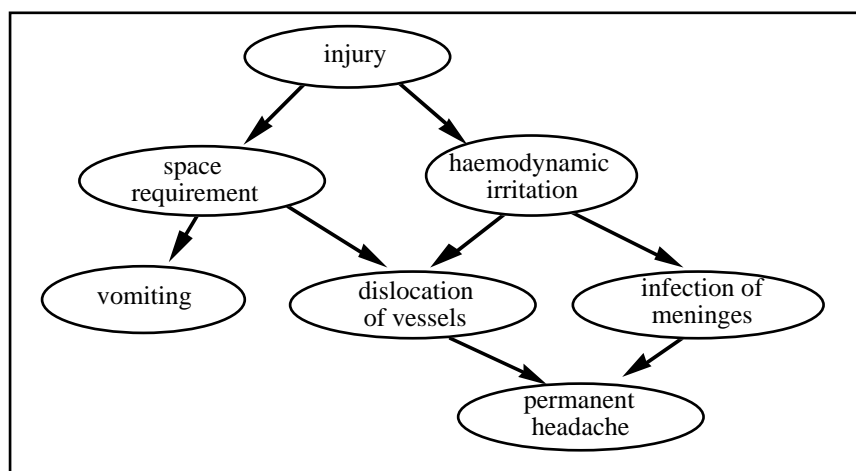 injury
space
requirement
haemodynamic
irritation
vomiting
dislocation
of vessels
infection of
meninges
permanent
headache